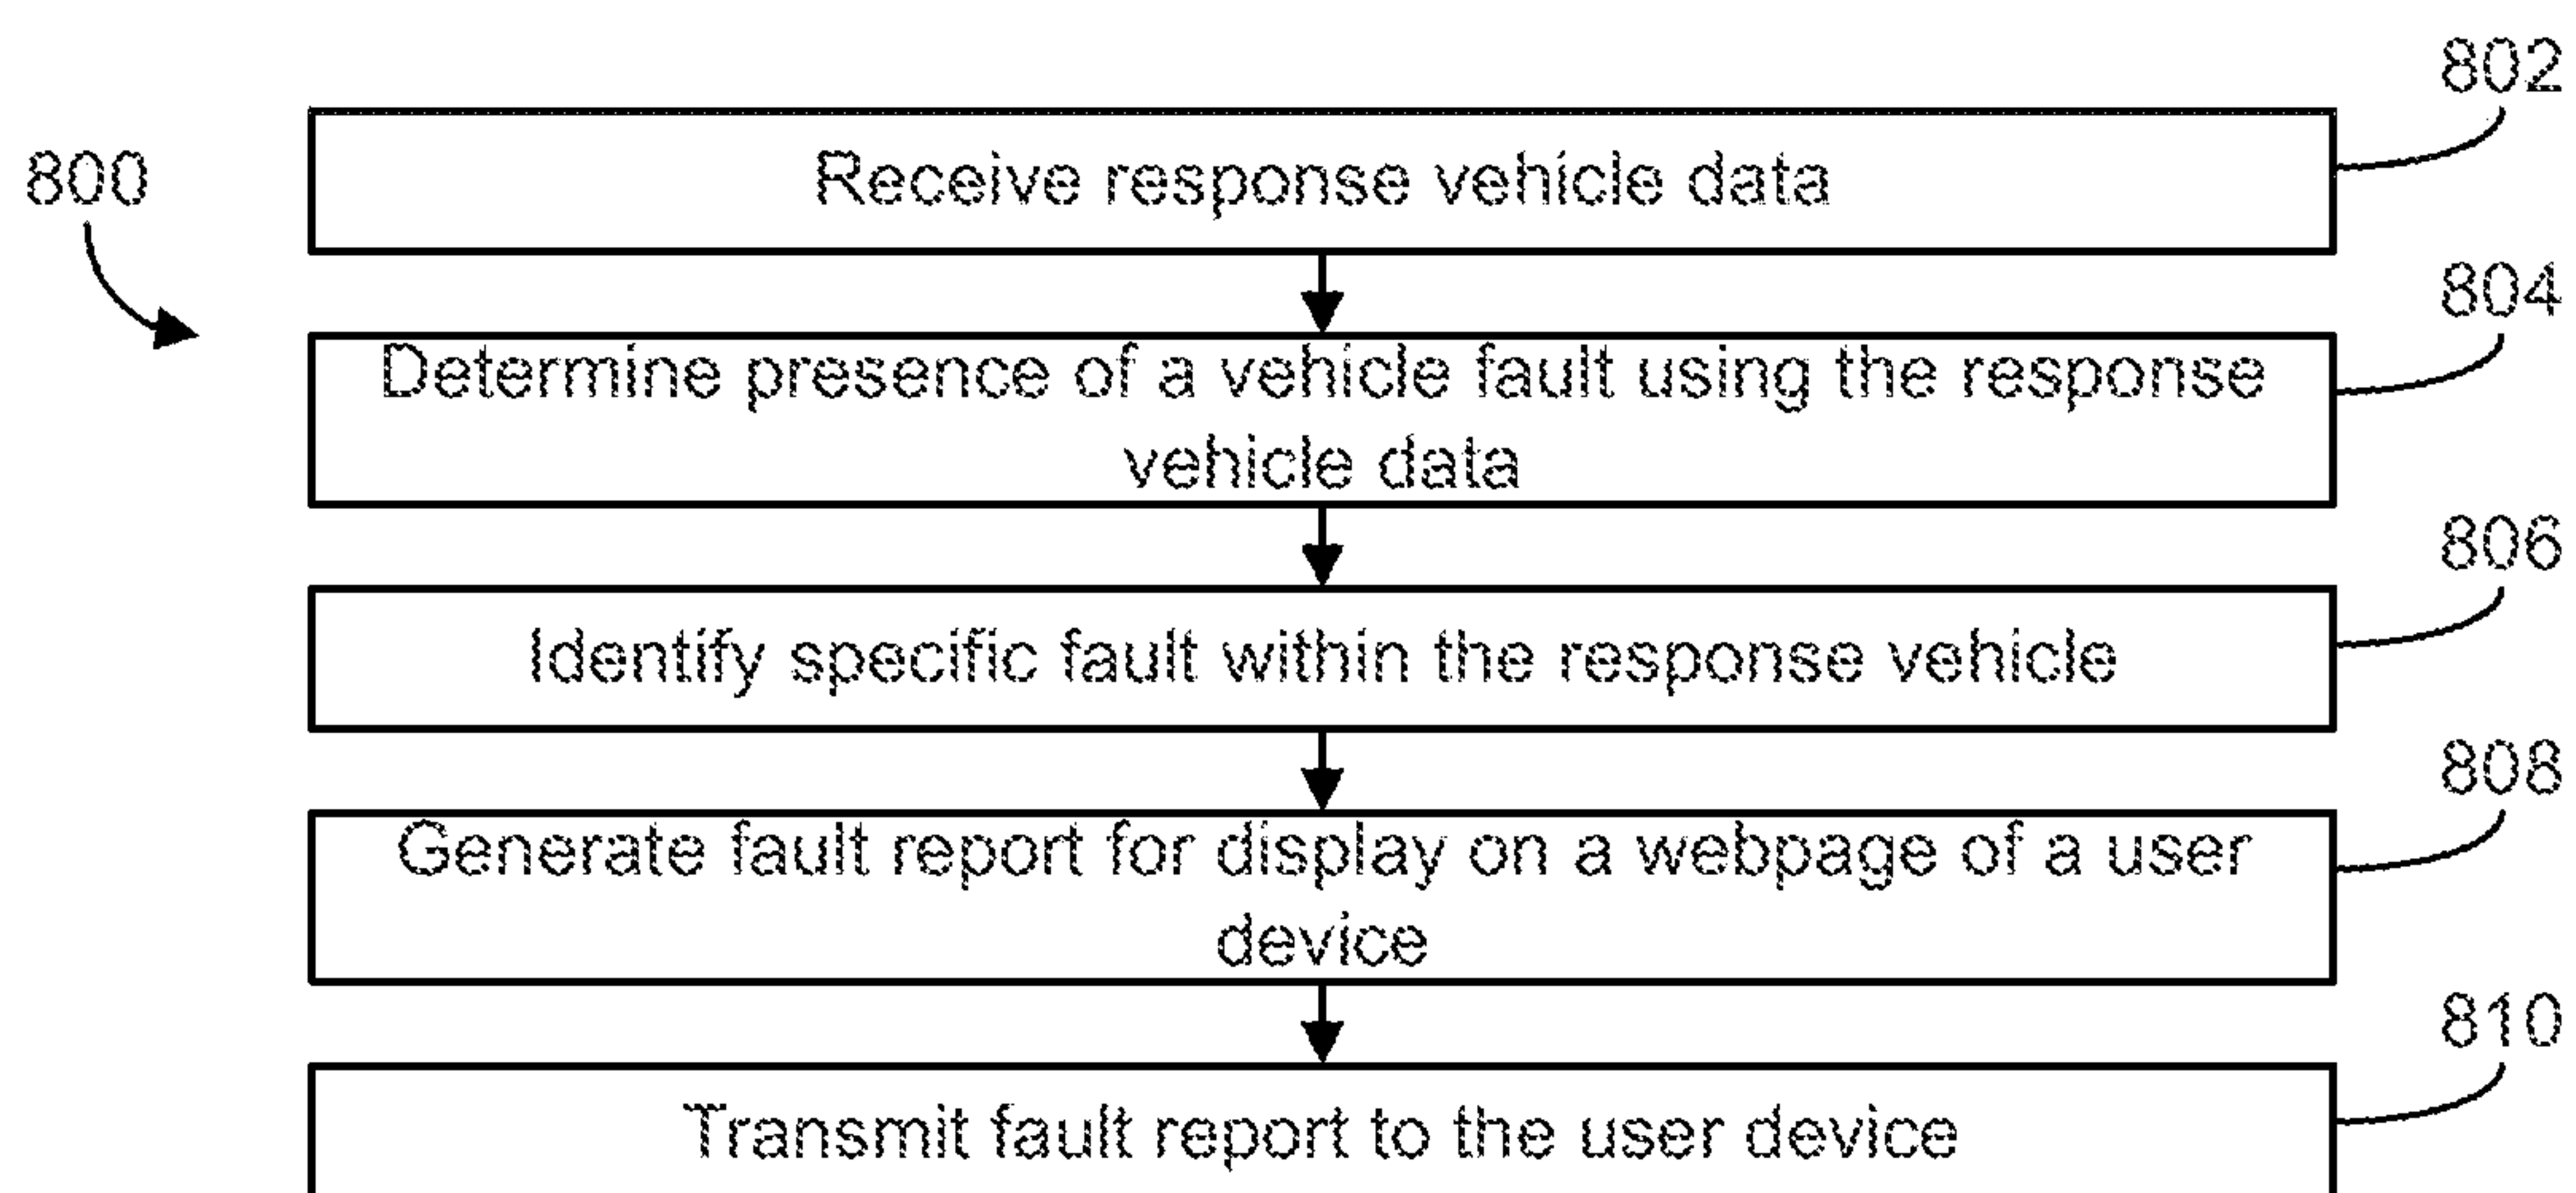 802
800
Receive response vehicle data
804
Determine presence of a vehicle fault using the response
vehicle data
806
Identify specific fault within the response vehicle
808
Generate fault report for display on a webpage of a user
device
810
Transmit fault report to the user device